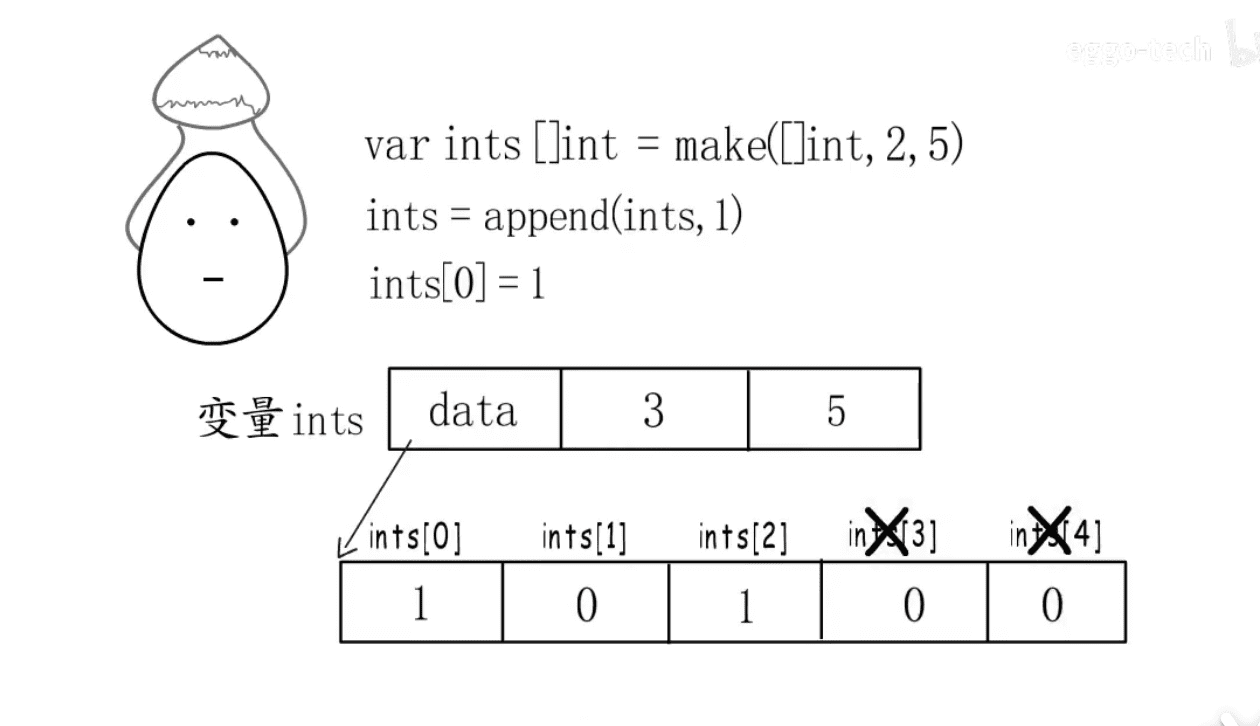 eggo-tech
var ints []int = make([]int, 2, 5)
ints = append(ints, 1)
ints[0] = 1
变量ints data 3 5
ints[0] ints[1] ints[2] ints[3] ints[4]
1 0 1 0 0